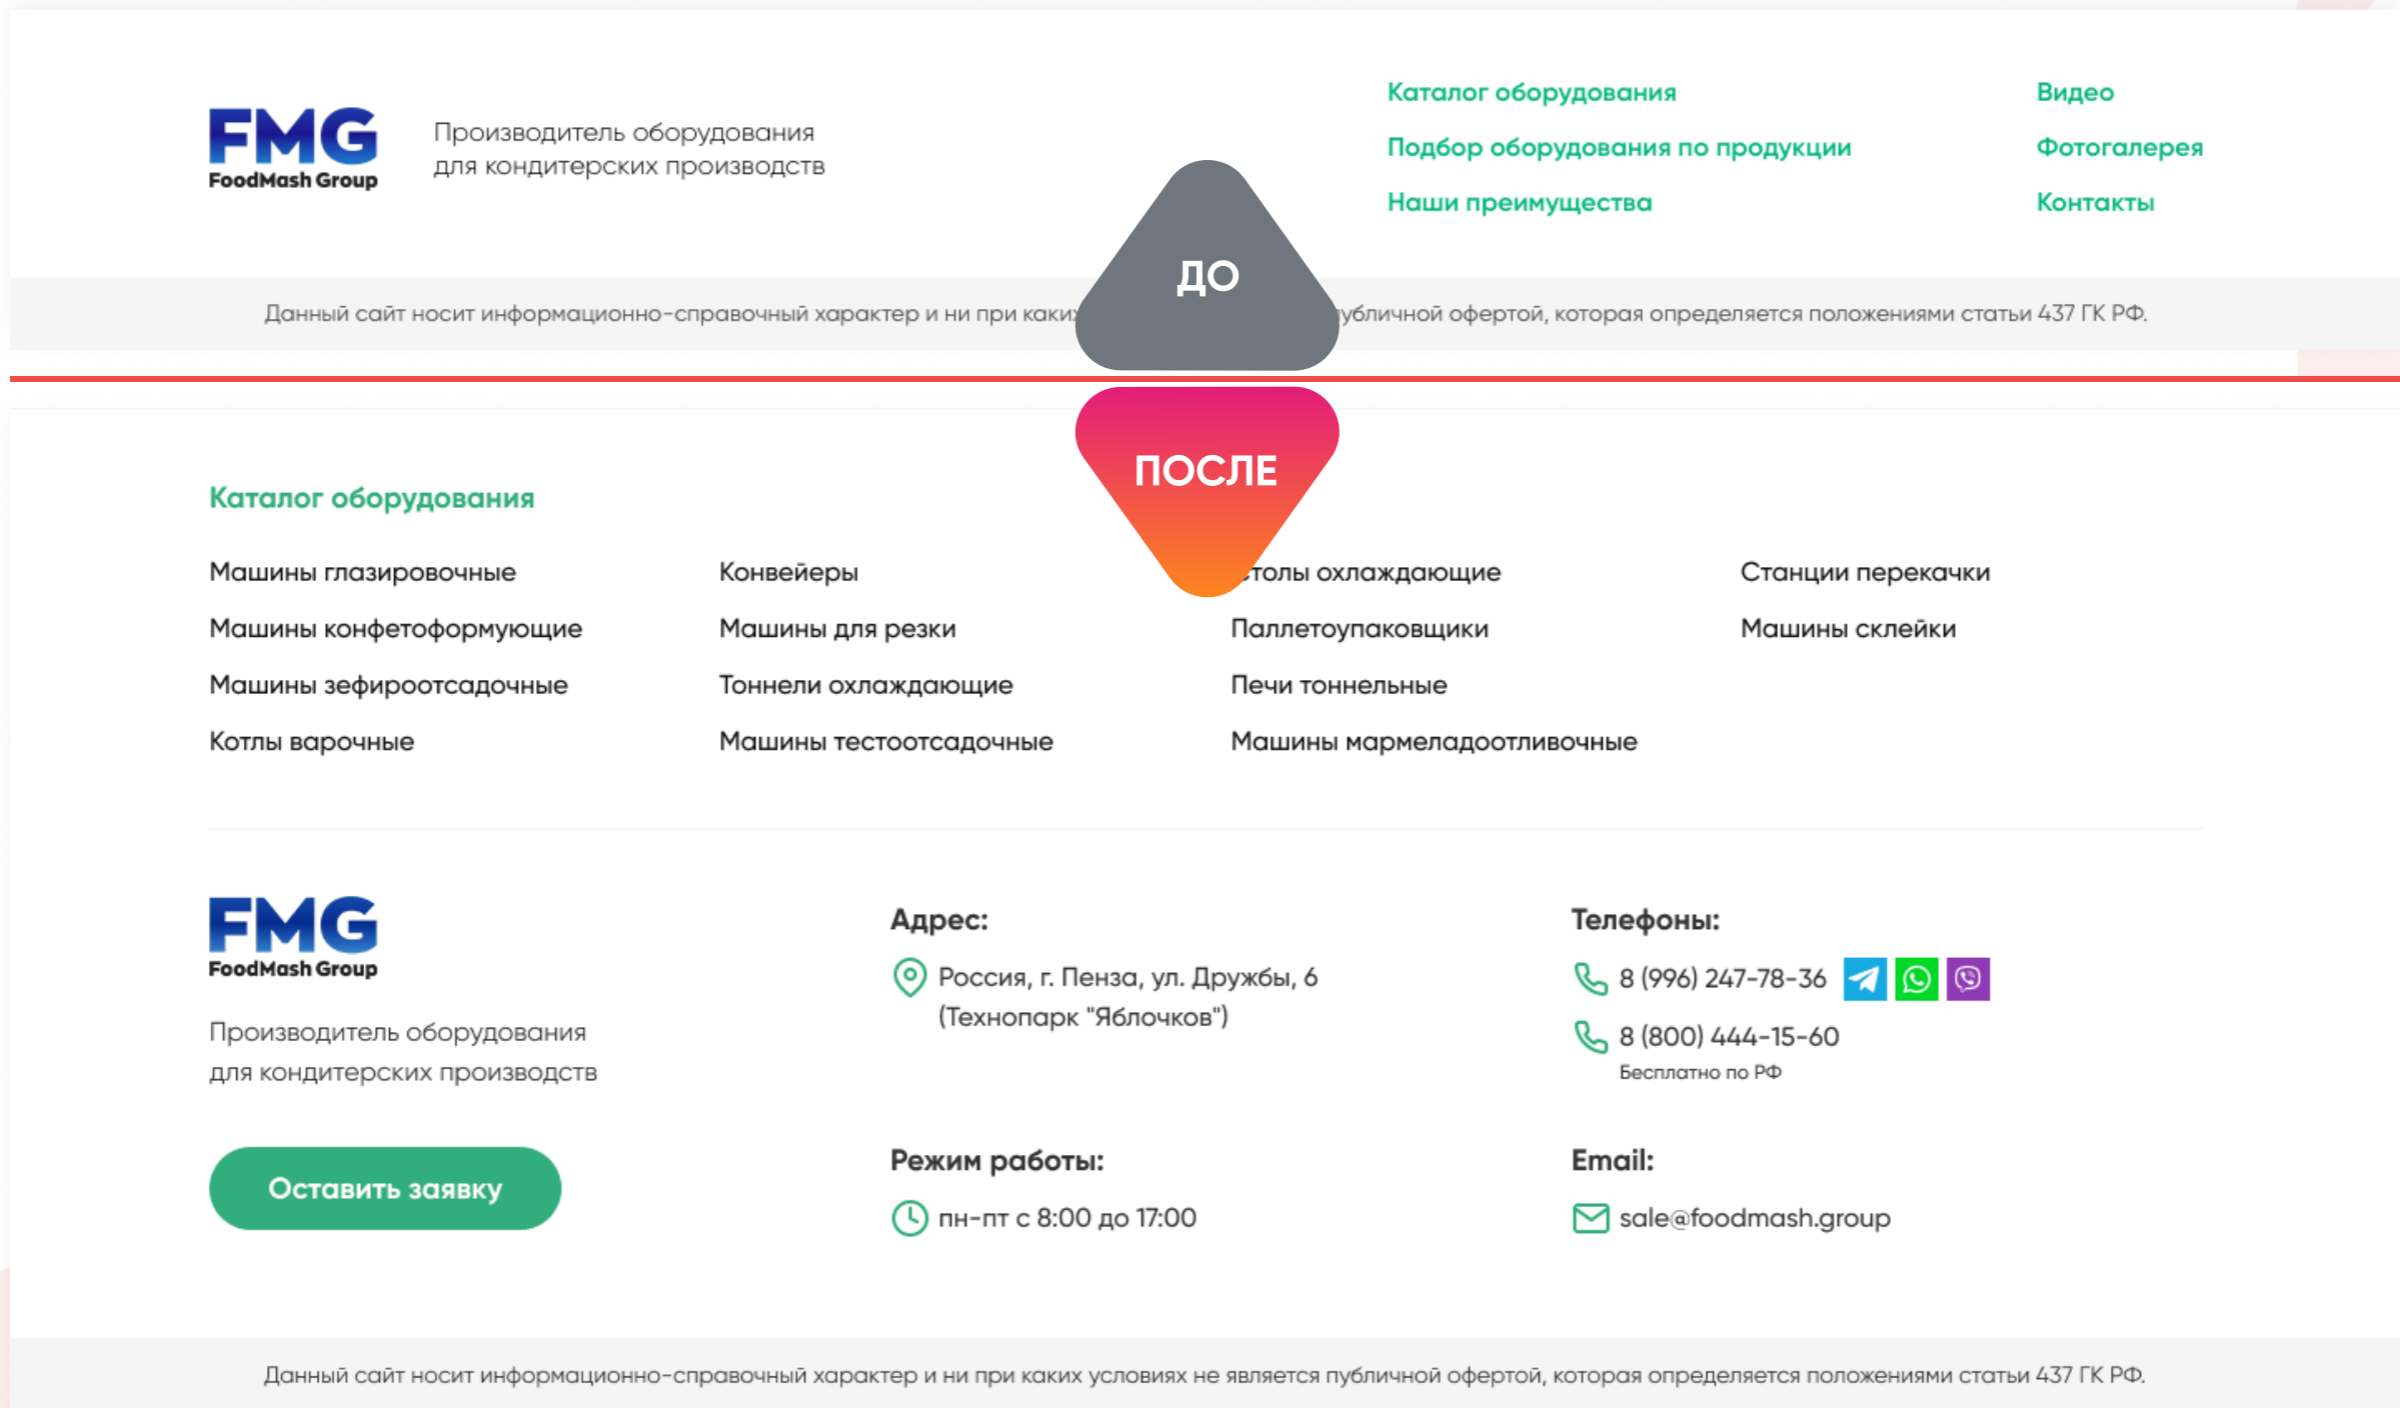 FMG
FoodMash Group
Производитель оборудования
для кондитерских производств
Каталог оборудования
Подбор оборудования по продукции
Наши преимущества
Видео
Фотогалерея
Контакты
ДО
Данный сайт носит информационно-справочный характер и ни при каких убличной офертой, которая определяется положениями статьи 437 ГК РФ.
ПОСЛЕ
Каталог оборудования
Машины глазировочные
Машины конфетоформующие
Машины зефироотсадочные
Котлы варочные
Конвейеры
Машины для резки
Тоннели охлаждающие
Машины тестоотсадочные
Столы охлаждающие
Паллетоупаковщики
Печи тоннельные
Машины мармеладоотливочные
Станции перекачки
Машины склейки
FMG
FoodMash Group
Производитель оборудования
для кондитерских производств
Оставить заявку
Адрес:
Россия, г. Пенза, ул. Дружбы, 6
(Технопарк "Яблочков")
Режим работы:
пн-пт с 8:00 до 17:00
Телефоны:
8 (996) 247-78-36
8 (800) 444-15-60
Бесплатно по РФ
Email:
sale@foodmash.group
Данный сайт носит информационно-справочный характер и ни при каких условиях не является публичной офертой, которая определяется положениями статьи 437 ГК РФ.